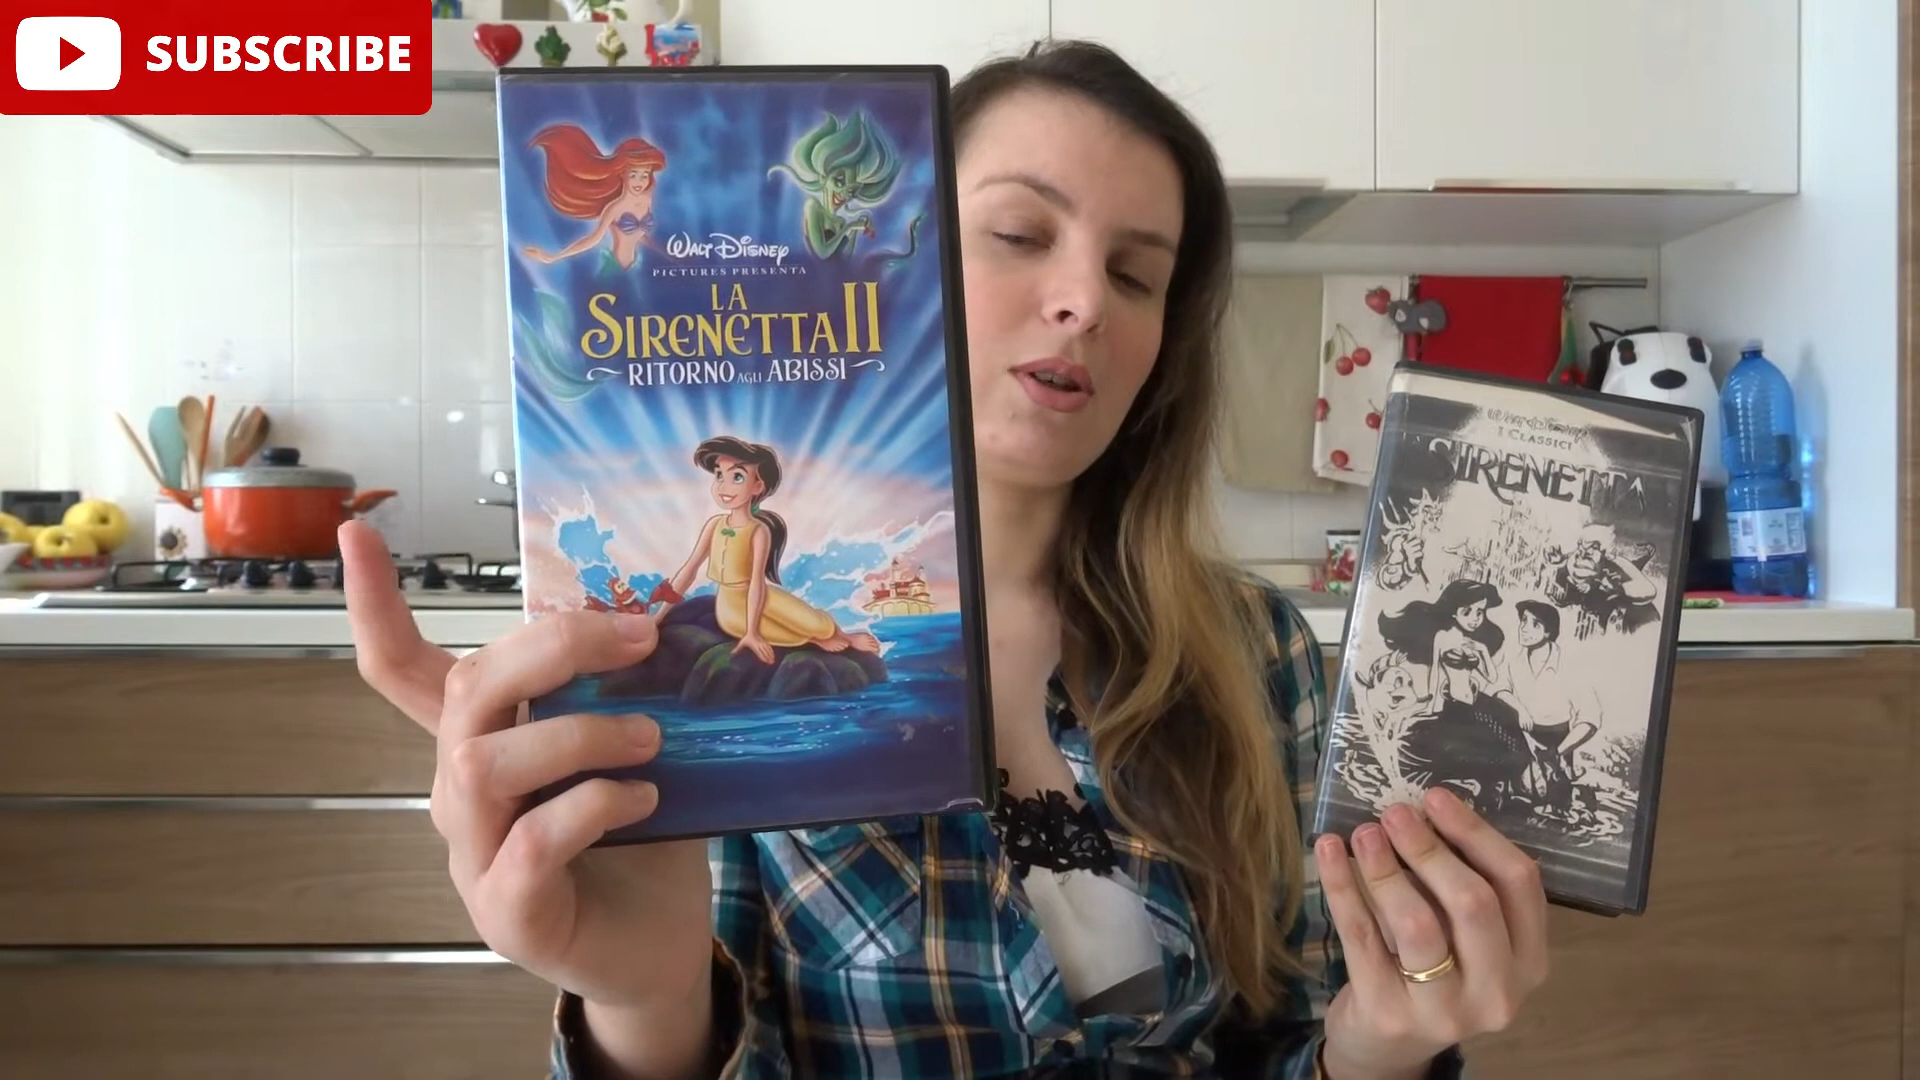 SUBSCRIBE
WALT DISNEY
PICTURES PRESENTA
LA
SIRENETTA II
RITORNO AGLI ABISSI
WALT DISNEY
I CLASSICI
SIRENETTA